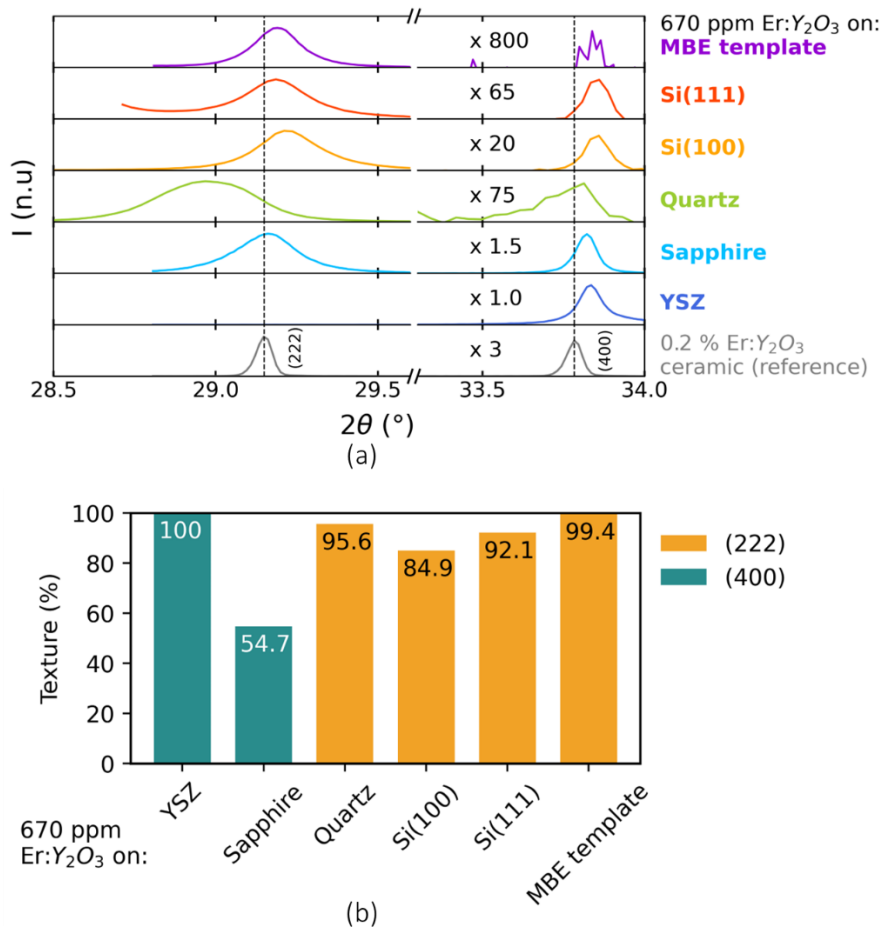 670 ppm Er:Y₂O₃ on:
x 800
MBE template
x 65
Si(111)
x 20
Si(100)
x 75
Quartz
x 1.5
Sapphire
x 1.0
YSZ
x 3
(222)
(400)
0.2 % Er:Y₂O₃
ceramic (reference)
I (n.u)
28.5 29.0 29.5 33.5 34.0
2θ (°)
(a)
100
80
60
40
20
0
Texture (%)
100
54.7
95.6
84.9
92.1
99.4
(222)
(400)
YSZ
Sapphire
Quartz
Si(100)
Si(111)
MBE template
670 ppm
Er:Y₂O₃ on:
(b)